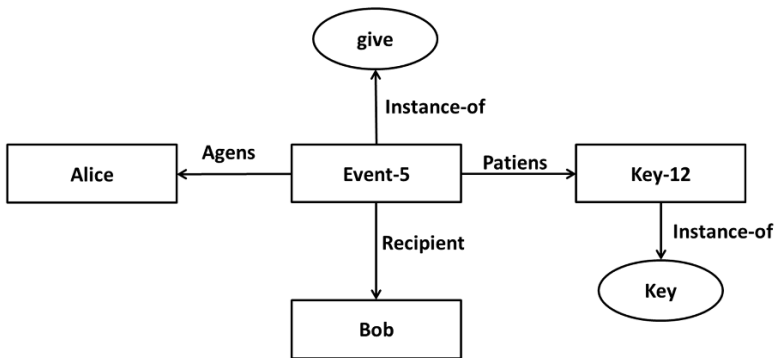 give
Instance-of
Agens
Patiens
Alice
Event-5
Key-12
Recipient
Instance-of
Key
Bob